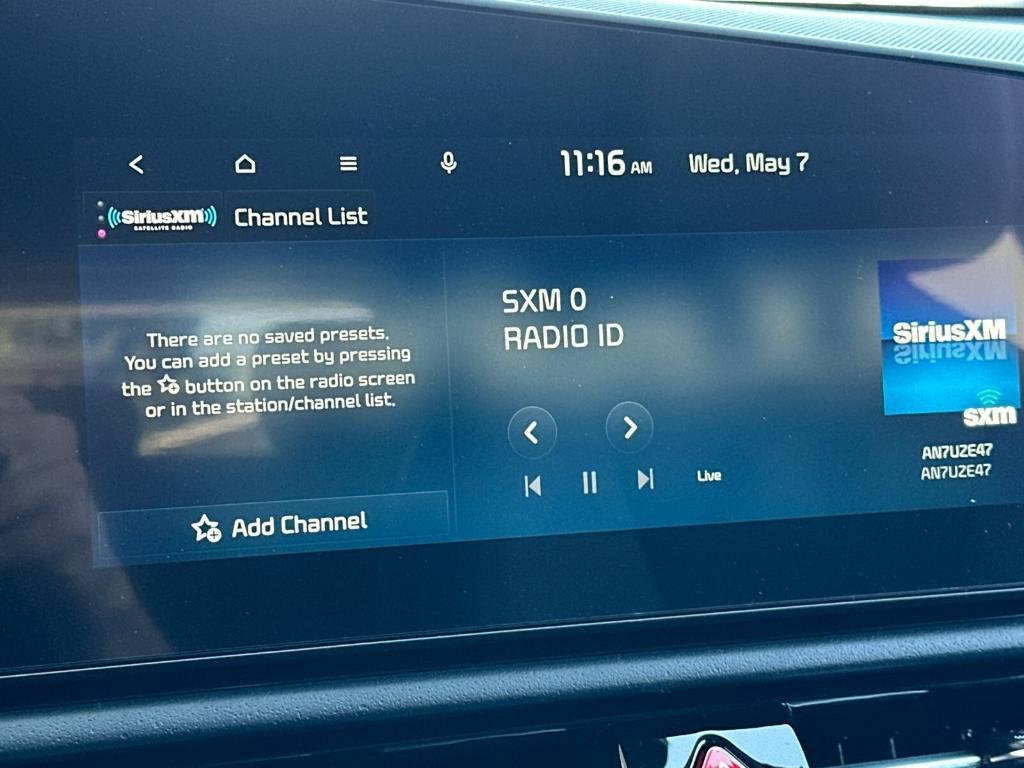 11:16 AM Wed, May 7
SiriusXM
SATELLITE RADIO
Channel List
There are no saved presets.
You can add a preset by pressing
the button on the radio screen
or in the station/channel list.
Add Channel
SXM 0
RADIO ID
Live
SiriusXM
sxm
AN7UZE47
AN7UZE47